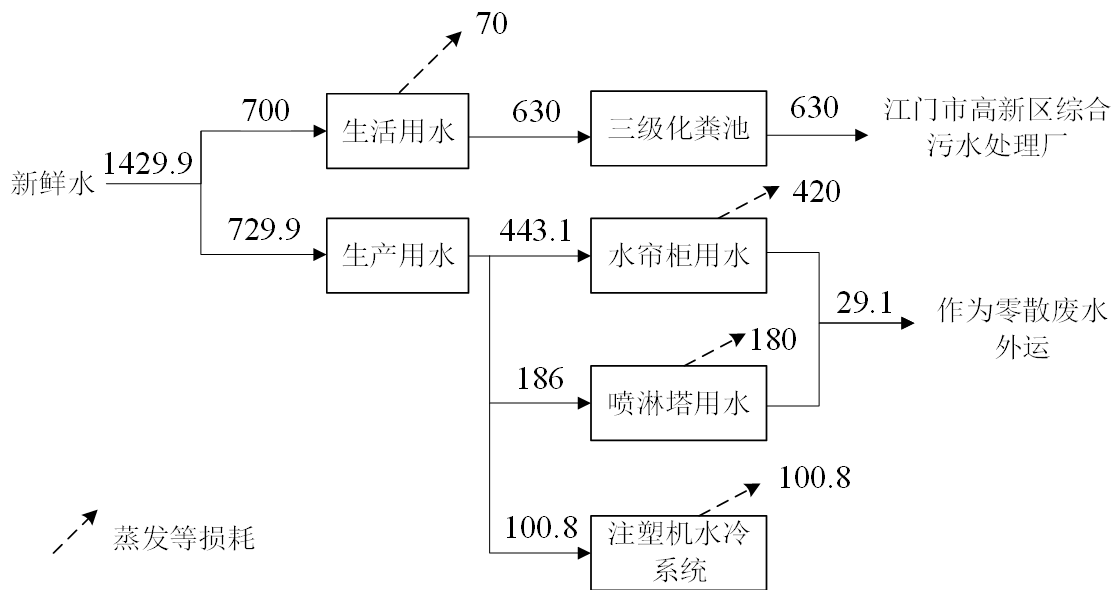 70
700
生活用水
630
三级化粪池
630
江门市高新区综合
污水处理厂
新鲜水
1429.9
729.9
生产用水
443.1
水帘柜用水
420
29.1
作为零散废水
外运
186
喷淋塔用水
180
100.8
注塑机水冷
系统
100.8
蒸发等损耗